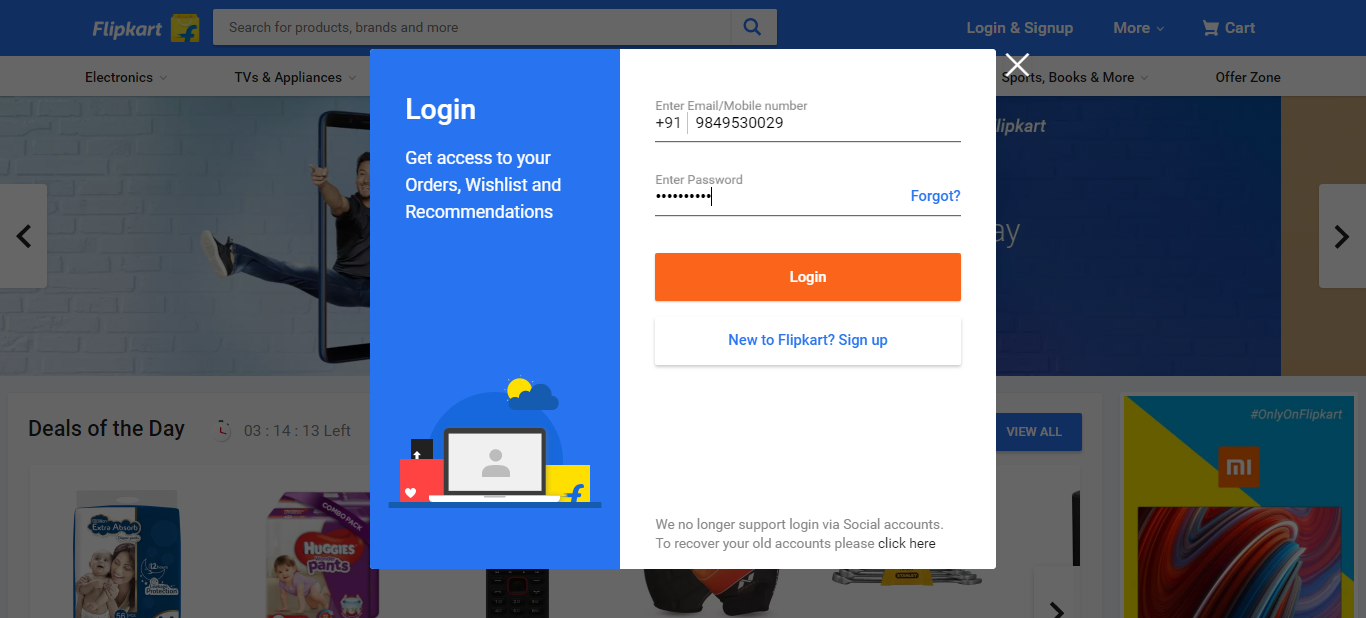 Flipkart
Search for products, brands and more
Login & Signup
More
Cart
Electronics
TVs & Appliances
Sports, Books & More
Offer Zone
Login
Get access to your
Orders, Wishlist and
Recommendations
Enter Email/Mobile number
+91 9849530029
Enter Password
Forgot?
Login
New to Flipkart? Sign up
We no longer support login via Social accounts.
To recover your old accounts please click here
lipkart
ay
Deals of the Day
03 : 14 : 13 Left
VIEW ALL
#OnlyOnFlipkart
mi
Extra Absorb
COMBO PACK
HUGGIES
pants
STANLEY